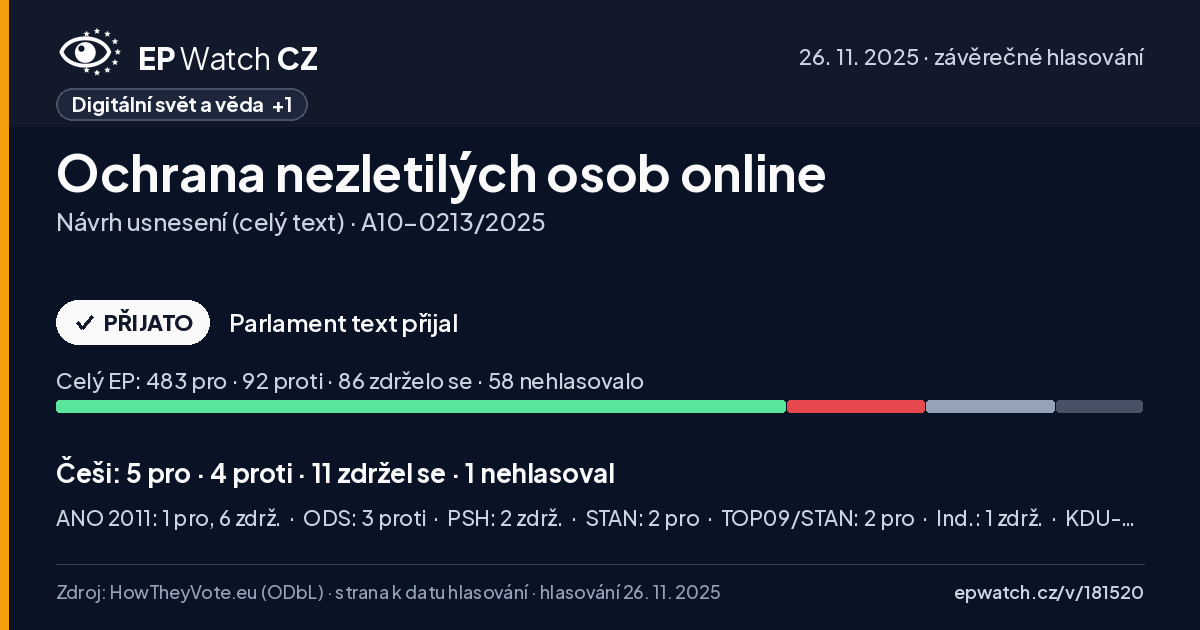 EP Watch CZ
26. 11. 2025 · závěrečné hlasování
Digitální svět a věda +1
Ochrana nezletilých osob online
Návrh usnesení (celý text) · A10–0213/2025
✓ PŘIJATO
Parlament text přijal
Celý EP: 483 pro · 92 proti · 86 zdrželo se · 58 nehlasovalo
Češi: 5 pro · 4 proti · 11 zdržel se · 1 nehlasoval
ANO 2011: 1 pro, 6 zdrž. · ODS: 3 proti · PSH: 2 zdrž. · STAN: 2 pro · TOP09/STAN: 2 pro · Ind.: 1 zdrž. · KDU-…
Zdroj: HowTheyVote.eu (ODbL) · strana k datu hlasování · hlasování 26. 11. 2025
epwatch.cz/v/181520